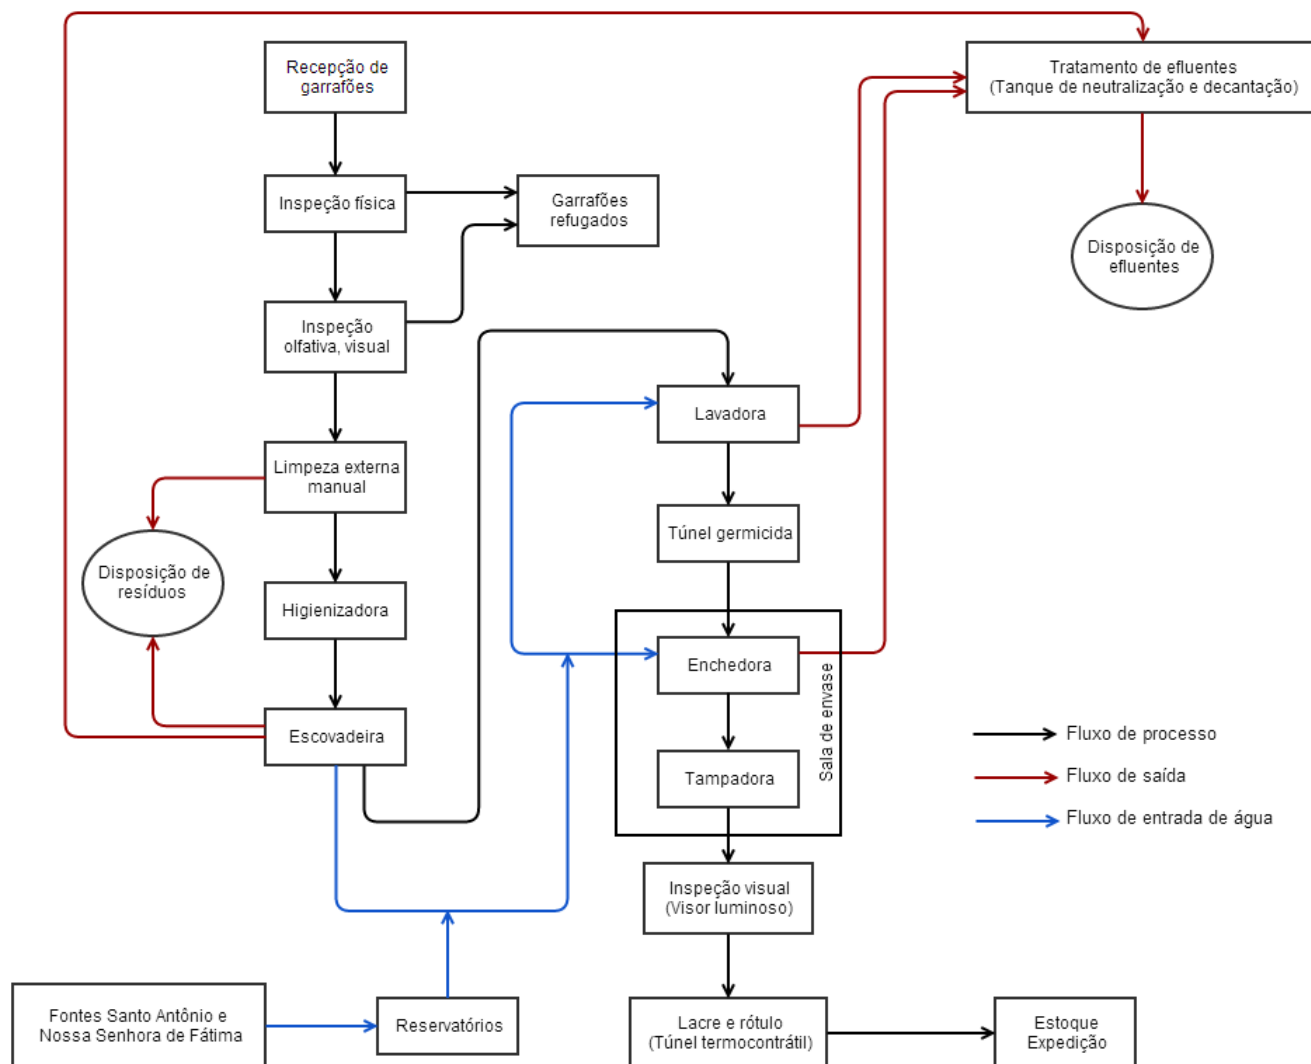 Recepção de
garrafões
Tratamento de efluentes
(Tanque de neutralização e decantação)
Inspeção física
Garrafões
refugados
Disposição de
efluentes
Inspeção
olfativa, visual
Lavadora
Limpeza externa
manual
Túnel germicida
Disposição de
resíduos
Higienizadora
Enchedora
Sala de envase
Escovadeira
Tampadora
Fluxo de processo
Fluxo de saída
Fluxo de entrada de água
Inspeção visual
(Visor luminoso)
Fontes Santo Antônio e
Nossa Senhora de Fátima
Reservatórios
Lacre e rótulo
(Túnel termocontrátil)
Estoque
Expedição